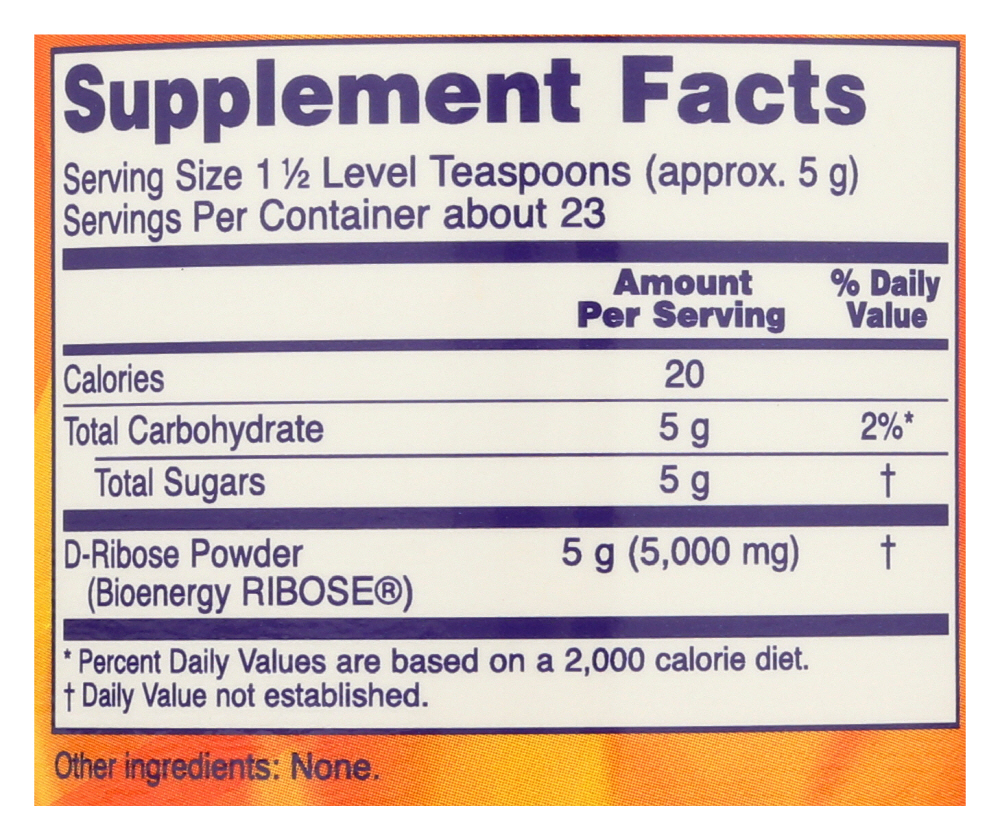 Supplement Facts
Serving Size 1 ½ Level Teaspoons (approx. 5 g)
Servings Per Container about 23
Amount Per Serving % Daily Value
Calories 20
Total Carbohydrate 5 g 2%*
Total Sugars 5 g †
D-Ribose Powder 5 g (5,000 mg) †
(Bioenergy RIBOSE®)
* Percent Daily Values are based on a 2,000 calorie diet.
† Daily Value not established.
Other ingredients: None.